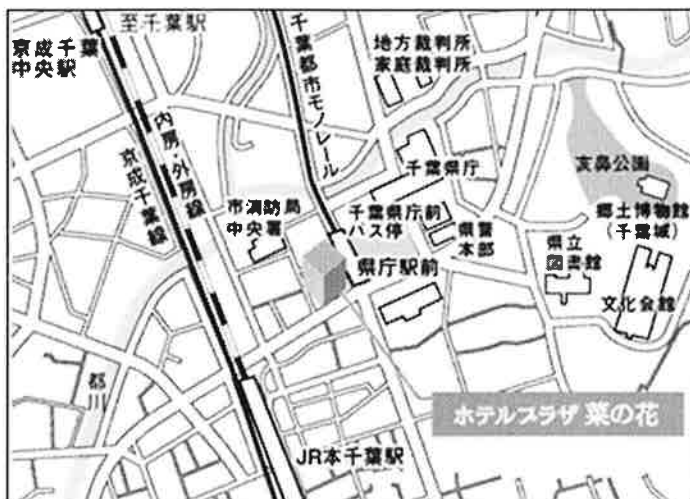 至千葉駅
京成千葉
中央駅
内房・外房線
京成千葉線
千葉都市モノレール
地方裁判所
家庭裁判所
千葉県庁
亥鼻公園
市消防局
中央署
千葉県庁前
バス停
県警
本部
郷土博物館
(千葉城)
県立
図書館
県庁駅前
文化会館
都川
ホテルプラザ 菜の花
JR本千葉駅